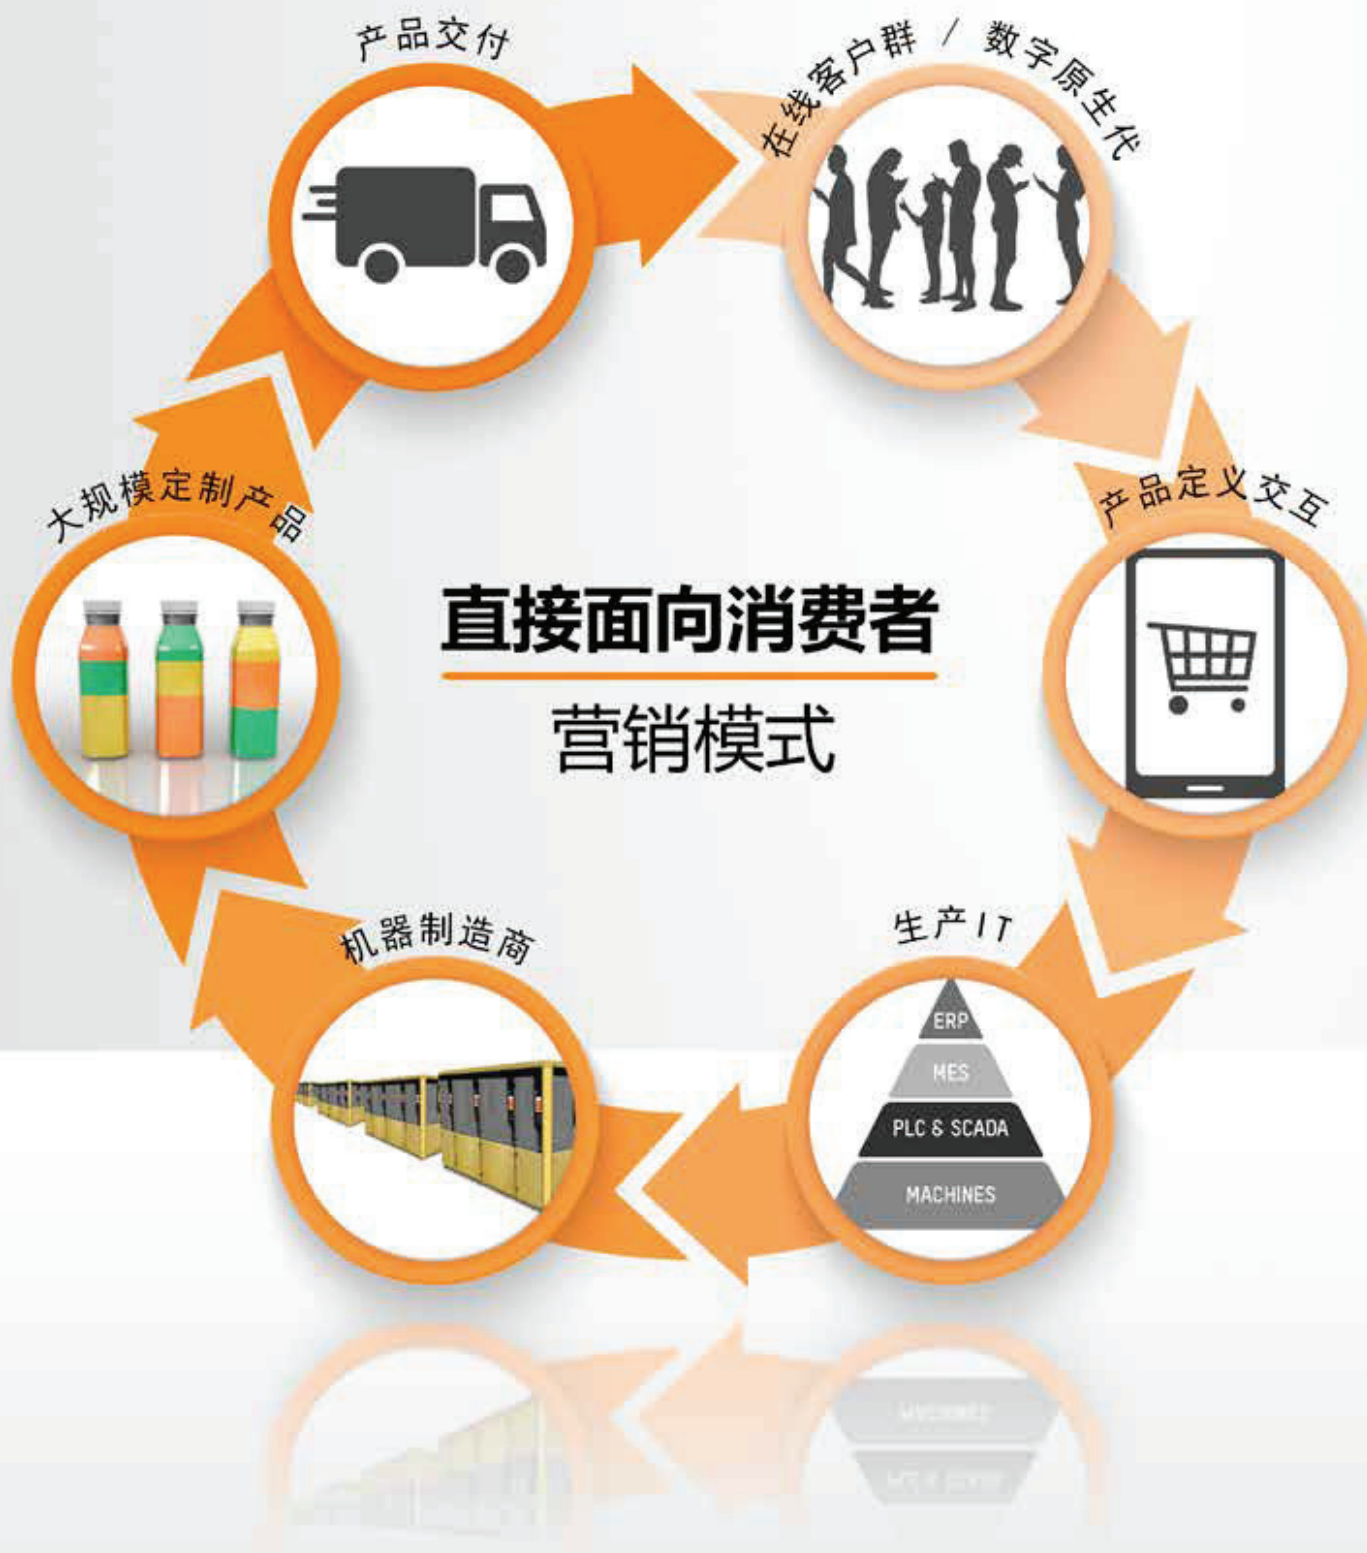 产品交付
在线客户群 / 数字原生代
大规模定制产品
产品定义交互
直接面向消费者
营销模式
机器制造商
生产IT
ERP
MES
PLC & SCADA
MACHINES